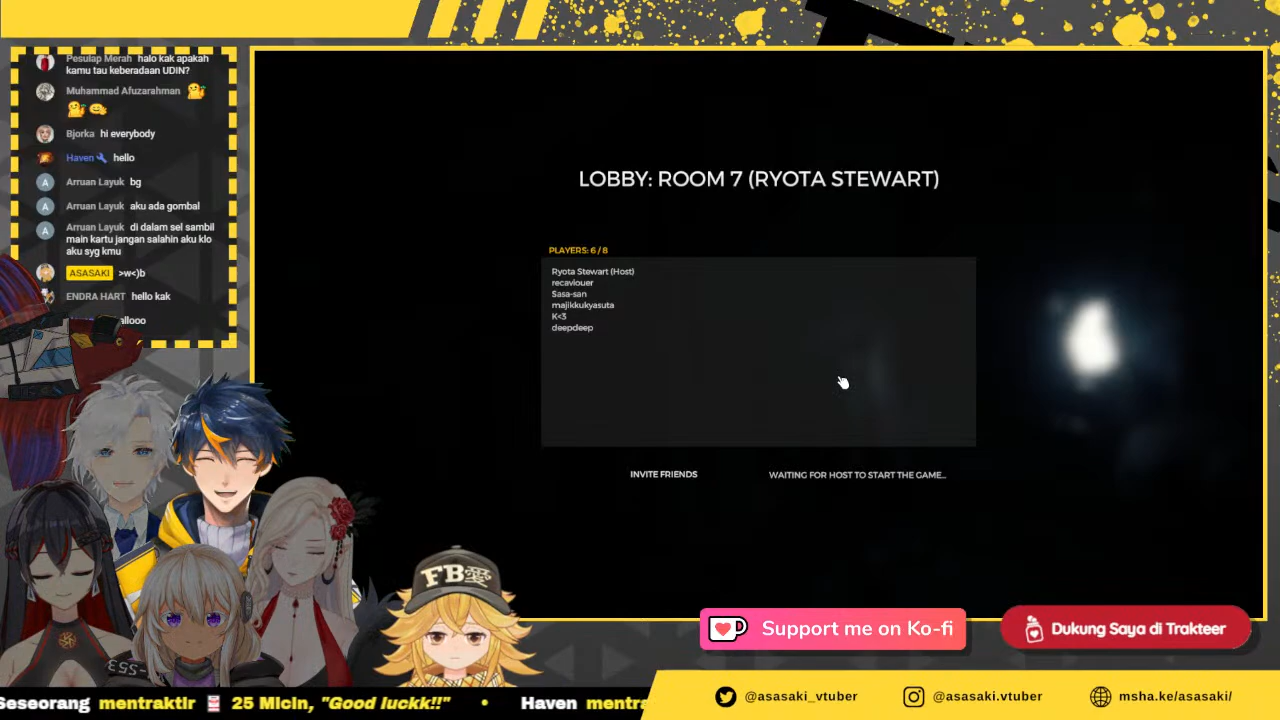 Pesulap Merah halo kak apakah
kamu tau keberadaan UDIN?
Muhammad Afuzarahman
Bjorka hi everybody
Haven hello
Arruan Layuk bg
Arruan Layuk aku ada gombal
Arruan Layuk di dalam sel sambil
main kartu jangan salahin aku klo
aku syg kmu
ASASAKI >w<)b
ENDRA HART hello kak
allooo
LOBBY: ROOM 7 (RYOTA STEWART)
PLAYERS: 6 / 8
Ryota Stewart (Host)
recaviouer
Sasa-san
majikkukyasuta
K<3
deepdeep
INVITE FRIENDS
WAITING FOR HOST TO START THE GAME...
Support me on Ko-fi
Dukung Saya di Trakteer
Seseorang mentraktir 25 Micin, "Good luckk!!" • Haven mentra
@asasaki_vtuber
@asasaki.vtuber
msha.ke/asasaki/